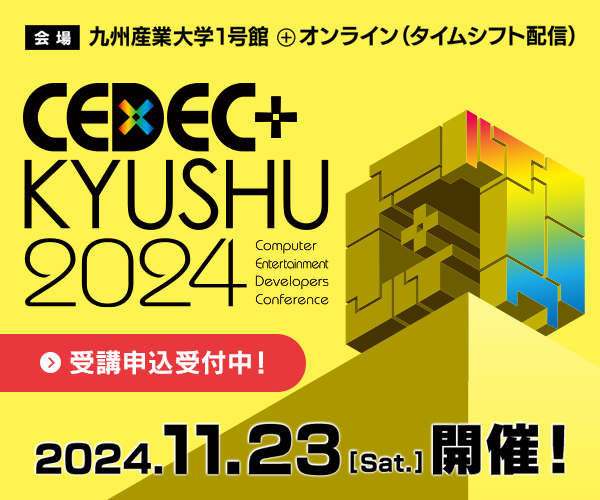 会場 九州産業大学1号館 + オンライン(タイムシフト配信)
CEDEC+
KYUSHU
2024
Computer
Entertainment
Developers
Conference
受講申込受付中!
2024.11.23[Sat.]開催!